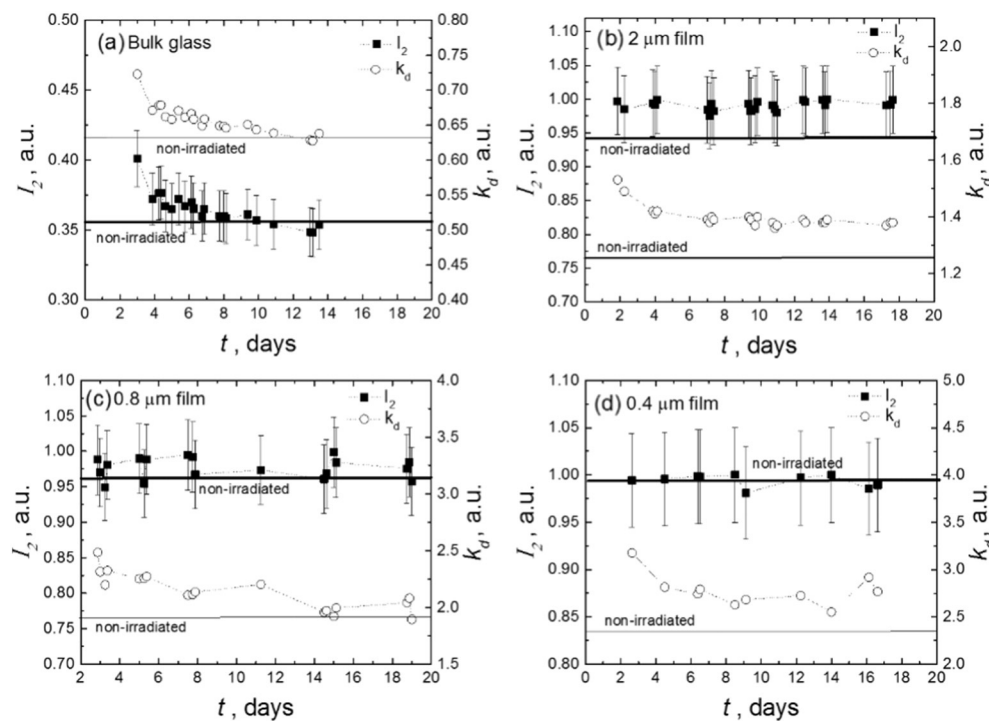 (a) Bulk glass
I2
kd
0.50
0.45
0.40
0.35
0.30
0.80
0.75
0.70
0.65
0.60
0.55
0.50
0.45
0.40
I2 , a.u.
kd, a.u.
non-irradiated
non-irradiated
0 2 4 6 8 10 12 14 16 18 20
t , days
(b) 2 μm film
I2
kd
1.10
1.05
1.00
0.95
0.90
0.85
0.80
0.75
0.70
2.0
1.8
1.6
1.4
1.2
I2 , a.u.
kd, a.u.
non-irradiated
non-irradiated
0 2 4 6 8 10 12 14 16 18 20
t , days
(c) 0.8 μm film
I2
kd
1.10
1.05
1.00
0.95
0.90
0.85
0.80
0.75
0.70
4.0
3.5
3.0
2.5
2.0
1.5
I2 , a.u.
kd, a.u.
non-irradiated
non-irradiated
2 4 6 8 10 12 14 16 18 20
t , days
(d) 0.4 μm film
I2
kd
1.10
1.05
1.00
0.95
0.90
0.85
0.80
5.0
4.5
4.0
3.5
3.0
2.5
2.0
I2 , a.u.
kd, a.u.
non-irradiated
non-irradiated
0 2 4 6 8 10 12 14 16 18 20
t , days